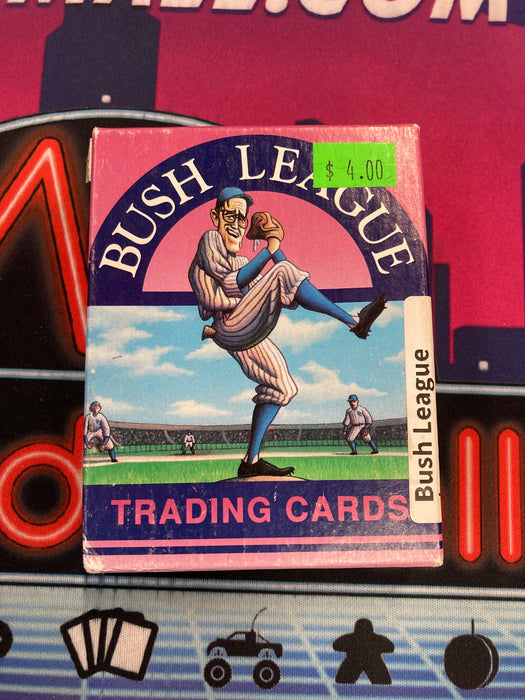 BUSH LEAGUE
$ 4.00
Bush League
TRADING CARDS